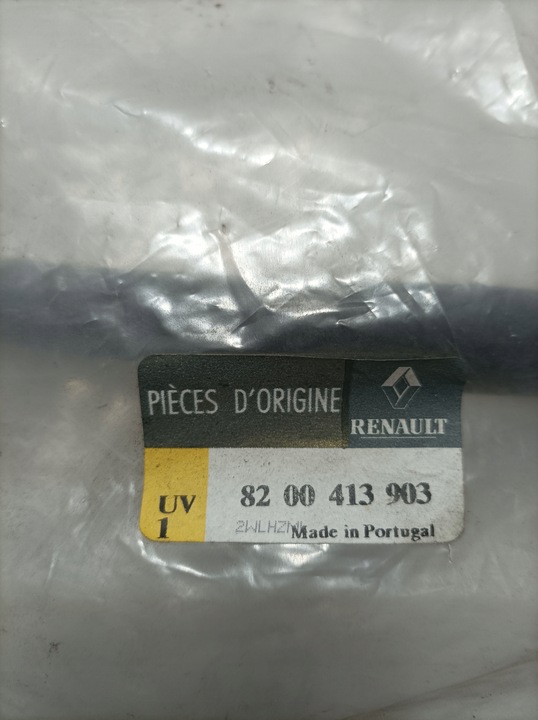 PIÈCES D'ORIGINE
RENAULT
UV
1
82 00 413 903
Made in Portugal